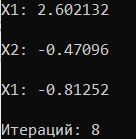 X1: 2.602132
X2: -0.47096
X1: -0.81252
Итераций: 8